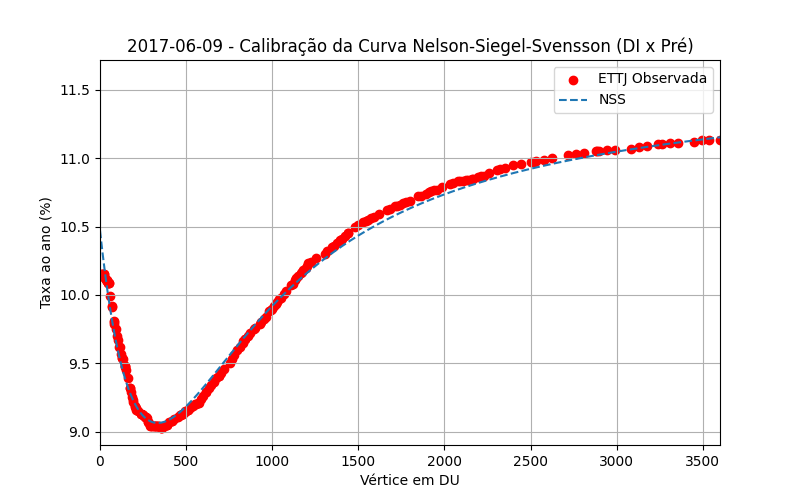 2017-06-09 - Calibração da Curva Nelson-Siegel-Svensson (DI x Pré)
ETTJ Observada
NSS
Taxa ao ano (%)
11.5
11.0
10.5
10.0
9.5
9.0
0 500 1000 1500 2000 2500 3000 3500
Vértice em DU